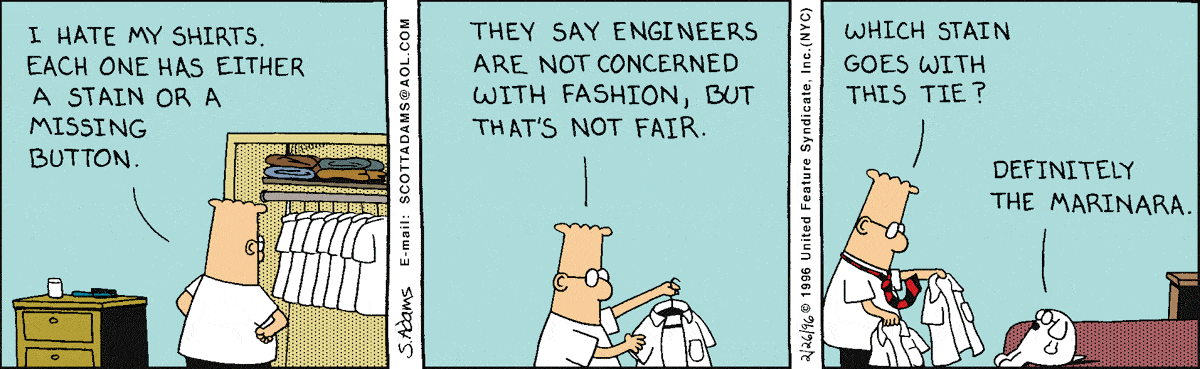 I HATE MY SHIRTS.
EACH ONE HAS EITHER
A STAIN OR A
MISSING
BUTTON.
S.Adams E-mail: SCOTTADAMS@AOL.COM
THEY SAY ENGINEERS
ARE NOT CONCERNED
WITH FASHION, BUT
THAT'S NOT FAIR.
2/26/96 © 1996 United Feature Syndicate, Inc.(NYC)
WHICH STAIN
GOES WITH
THIS TIE?
DEFINITELY
THE MARINARA.